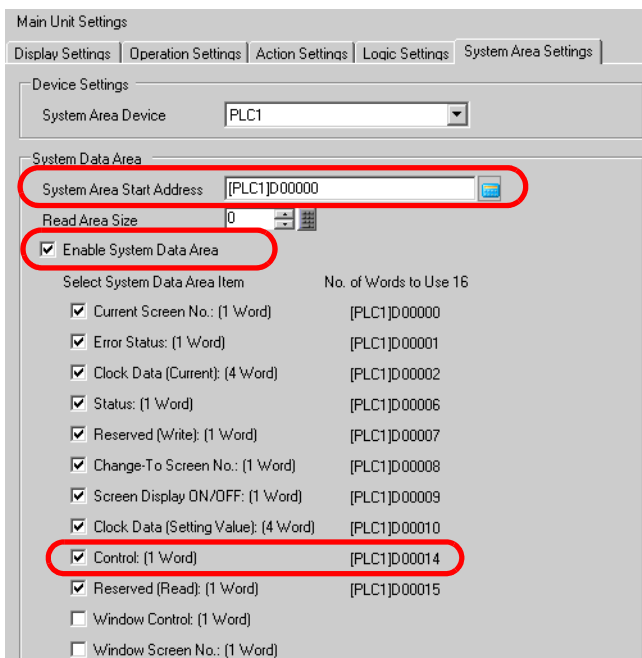 Main Unit Settings
Display Settings Operation Settings Action Settings Logic Settings System Area Settings
Device Settings
System Area Device PLC1
System Data Area
System Area Start Address [PLC1]D00000
Read Area Size 0
Enable System Data Area
Select System Data Area Item No. of Words to Use 16
Current Screen No.: (1 Word) [PLC1]D00000
Error Status: (1 Word) [PLC1]D00001
Clock Data (Current): (4 Word) [PLC1]D00002
Status: (1 Word) [PLC1]D00006
Reserved (Write): (1 Word) [PLC1]D00007
Change-To Screen No.: (1 Word) [PLC1]D00008
Screen Display ON/OFF: (1 Word) [PLC1]D00009
Clock Data (Setting Value): (4 Word) [PLC1]D00010
Control: (1 Word) [PLC1]D00014
Reserved (Read): (1 Word) [PLC1]D00015
Window Control: (1 Word)
Window Screen No.: (1 Word)